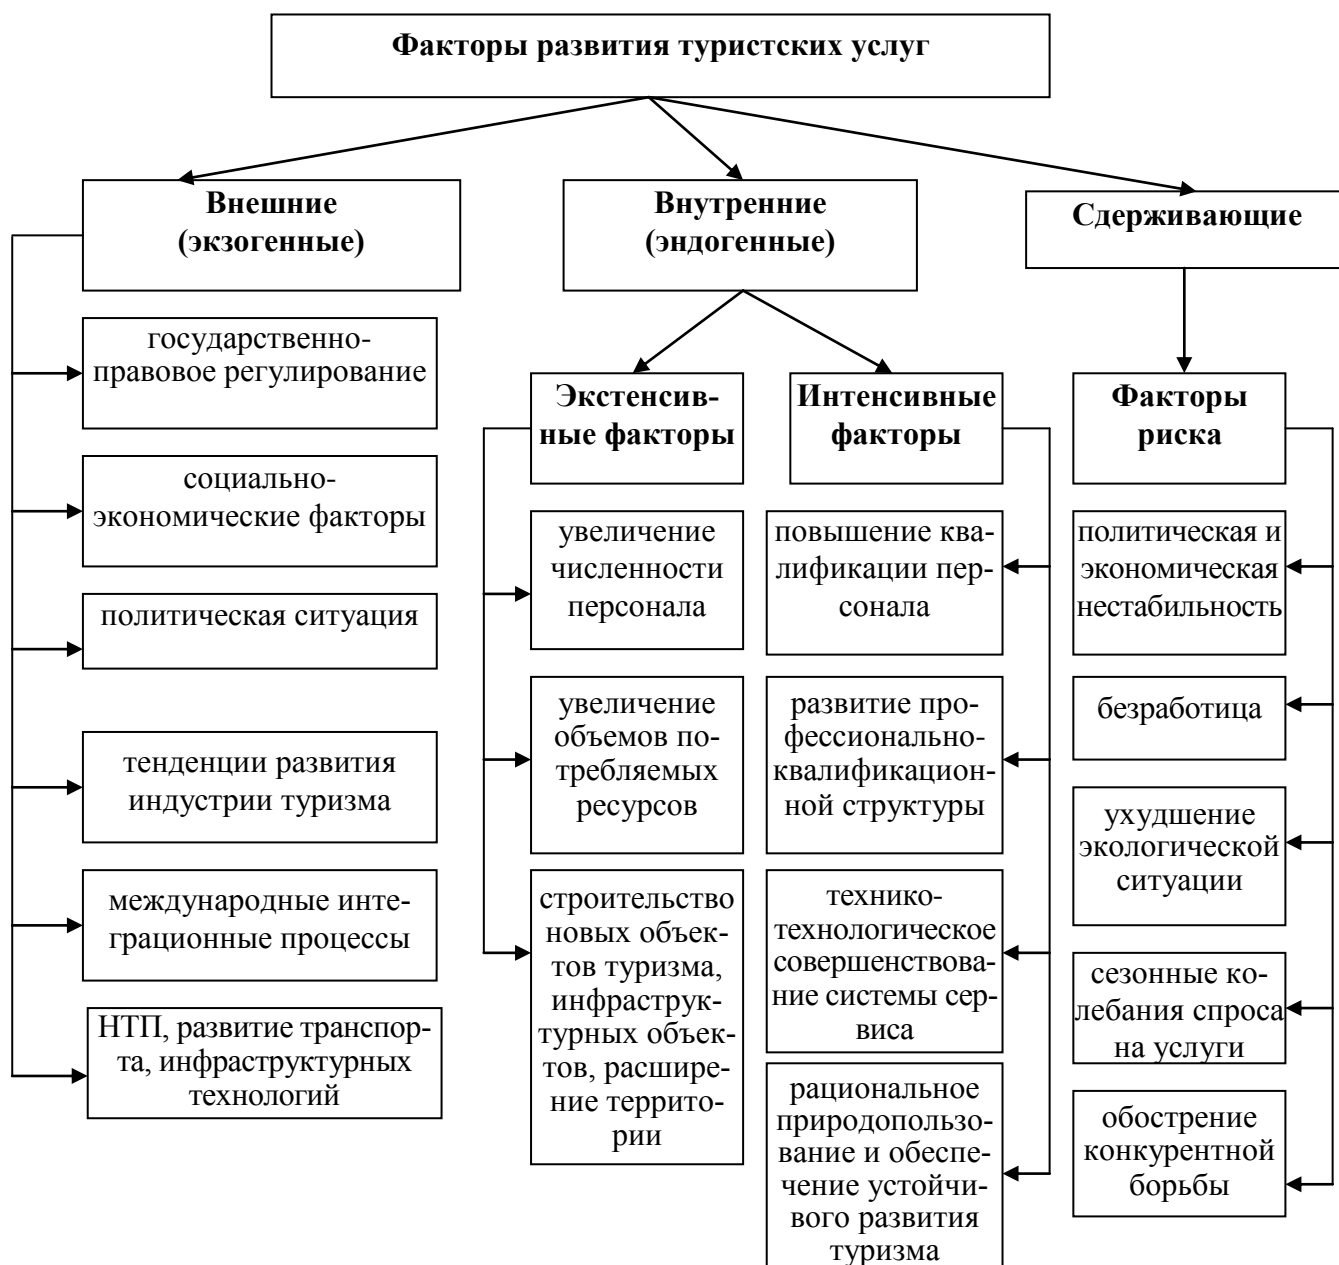 Факторы развития туристских услуг
Внешние
(экзогенные)
государственно-
правовое регулирование
социально-
экономические факторы
политическая ситуация
тенденции развития
индустрии туризма
международные инте-
грационные процессы
НТП, развитие транспор-
та, инфраструктурных
технологий
Внутренние
(эндогенные)
Экстенсив-
ные факторы
увеличение
численности
персонала
увеличение
объемов по-
требляемых
ресурсов
строительство
новых объек-
тов туризма,
инфраструк-
турных объек-
тов, расшире-
ние террито-
рии
Интенсивные
факторы
повышение ква-
лификации пер-
сонала
развитие про-
фессионально-
квалификацион-
ной структуры
технико-
технологическое
совершенствова-
ние системы сер-
виса
рациональное
природопользо-
вание и обеспе-
чение устойчи-
вого развития
туризма
Сдерживающие
Факторы
риска
политическая и
экономическая
нестабильность
безработица
ухудшение
экологической
ситуации
сезонные ко-
лебания спроса
на услуги
обострение
конкурентной
борьбы